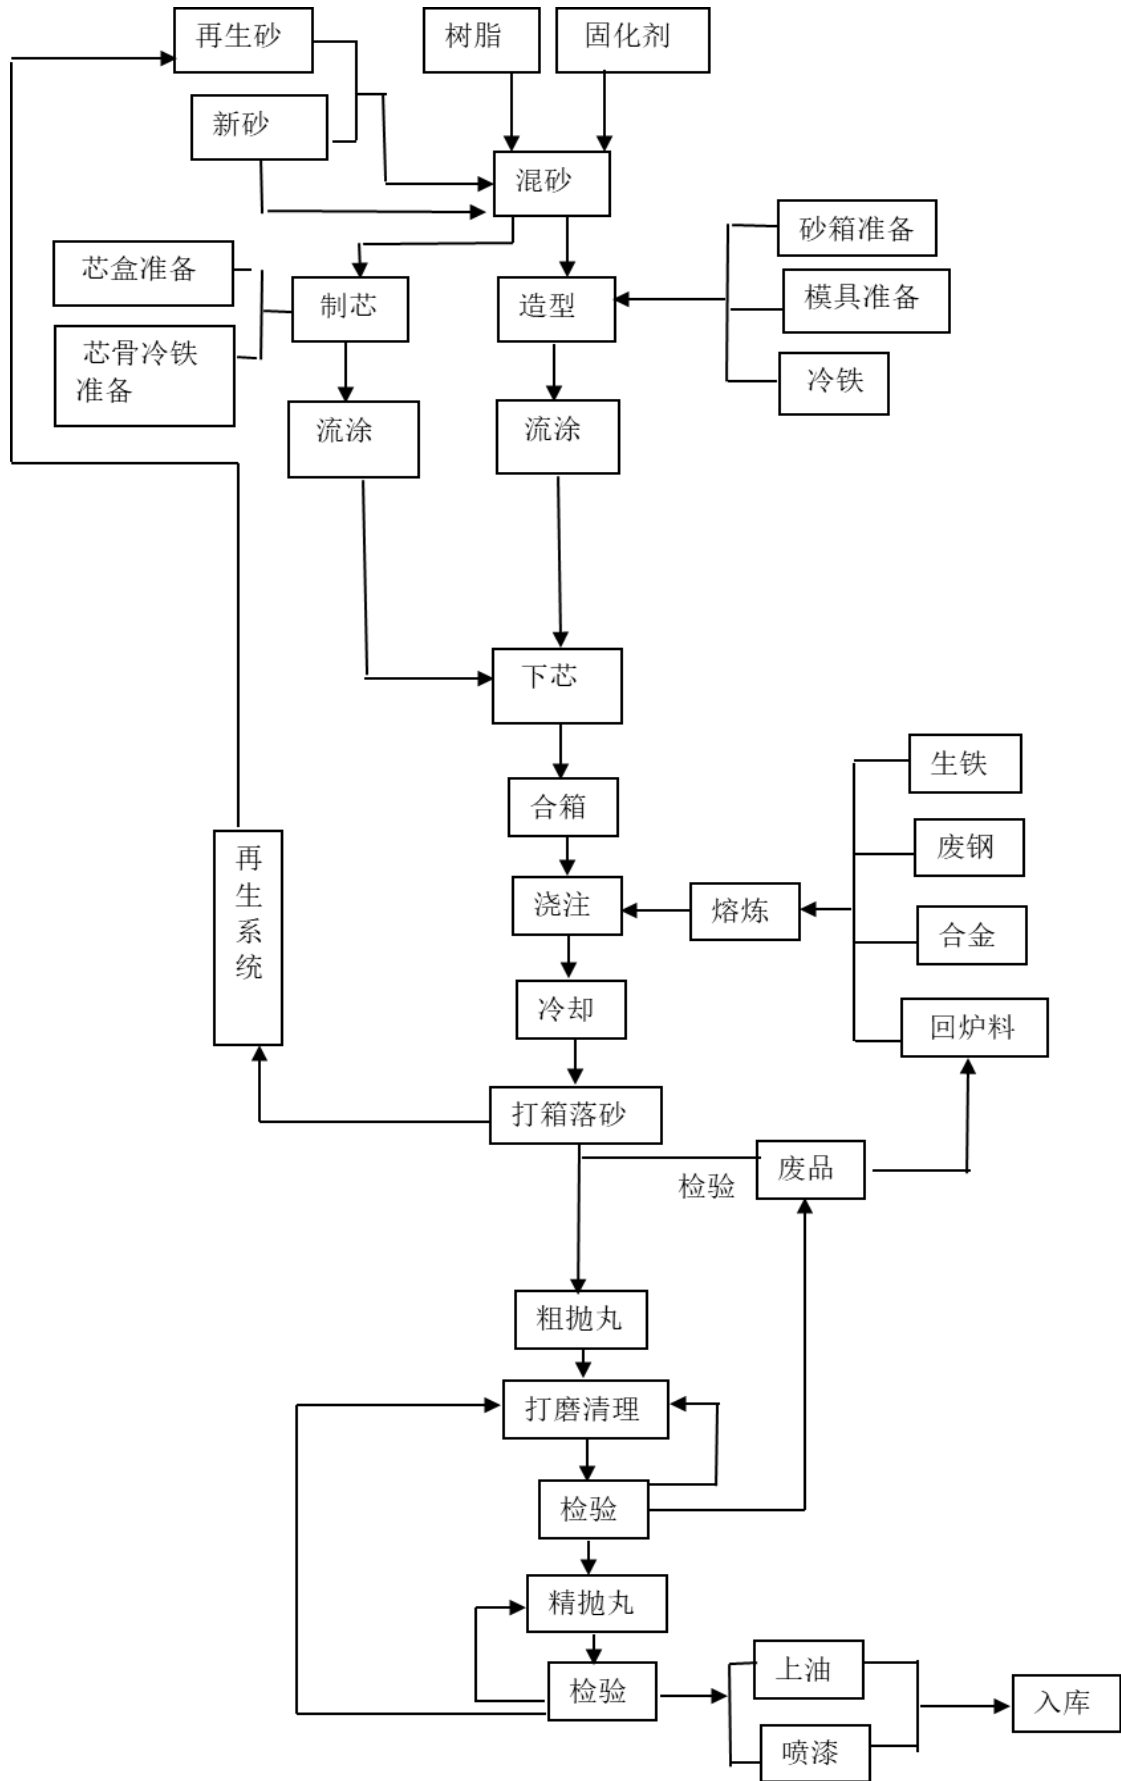 再生砂
树脂
固化剂
新砂
混砂
砂箱准备
芯盒准备
模具准备
制芯
造型
芯骨冷铁
准备
冷铁
流涂
流涂
下芯
生铁
合箱
废钢
再
生
系
统
浇注
熔炼
合金
冷却
回炉料
打箱落砂
废品
检验
粗抛丸
打磨清理
检验
精抛丸
上油
检验
入库
喷漆